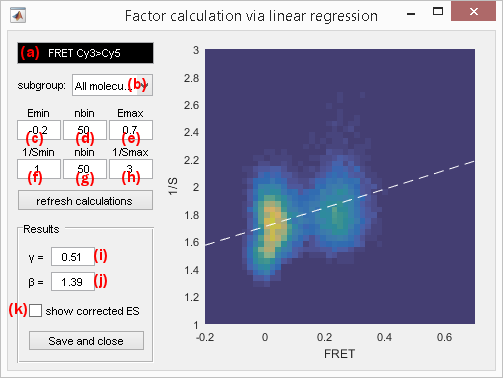 Factor calculation via linear regression
(a) FRET Cy3>Cy5
subgroup: All molecu... (b)
Emin nbin Emax
-0.2 50 0.7
(c) (d) (e)
1/Smin nbin 1/Smax
1 50 3
(f) (g) (h)
refresh calculations
Results
γ = 0.51 (i)
β = 1.39 (j)
(k) show corrected ES
Save and close
3
2.8
2.6
2.4
2.2
2
1.8
1.6
1.4
1.2
1
1/S
-0.2 0 0.2 0.4 0.6
FRET